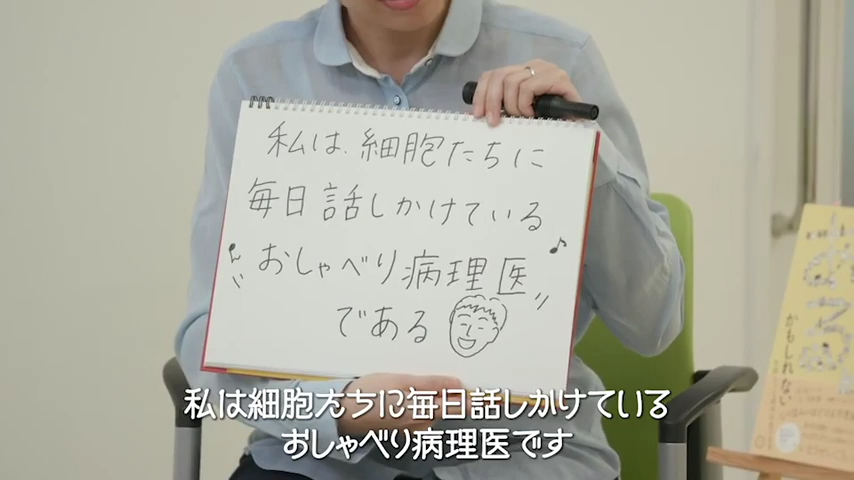 私は、細胞たちに
毎日話しかけている
おしゃべり病理医
である
かもしれない
私は細胞たちに毎日話しかけている
おしゃべり病理医です